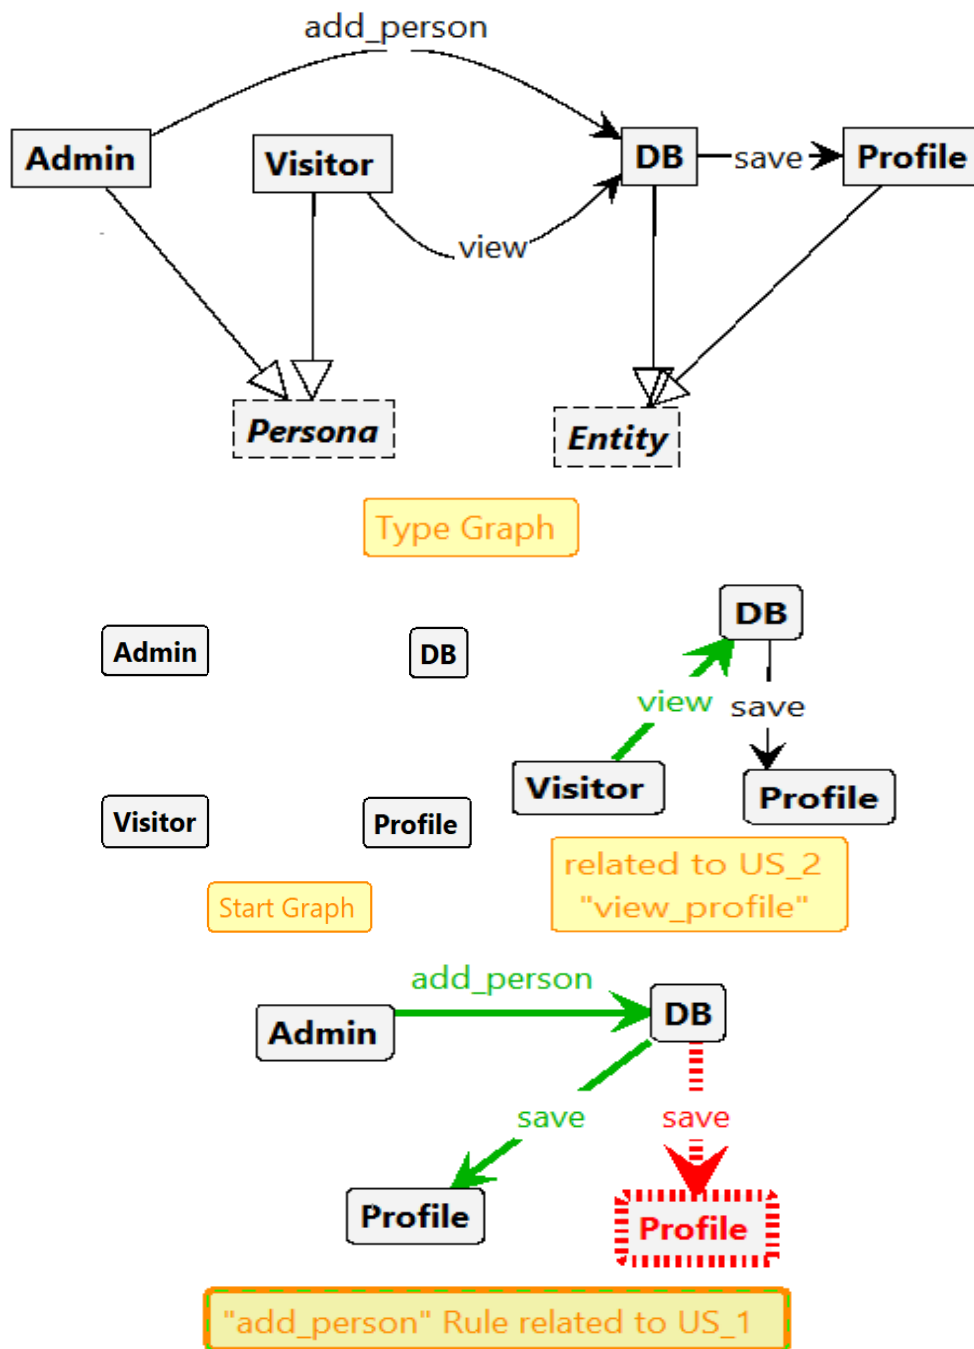 add_person
Admin
Visitor
DB
save
Profile
view
Persona
Entity
Type Graph
Admin
DB
Visitor
Profile
Start Graph
DB
view
save
Visitor
Profile
related to US_2
"view_profile"
add_person
Admin
DB
save
save
Profile
Profile
"add_person" Rule related to US_1